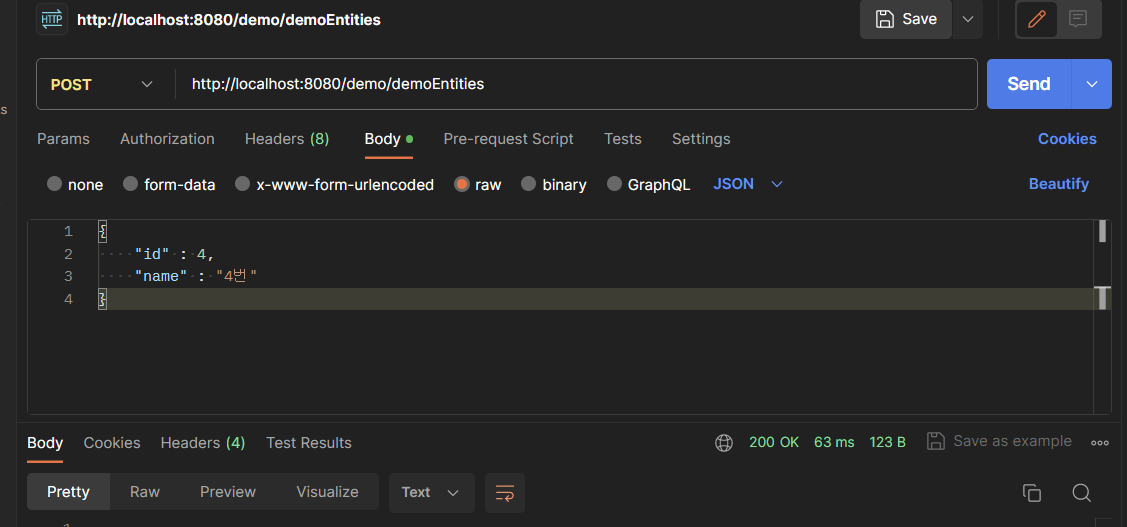 HTTP http://localhost:8080/demo/demoEntities Save
POST http://localhost:8080/demo/demoEntities Send
s
Params Authorization Headers (8) Body Pre-request Script Tests Settings Cookies
none form-data x-www-form-urlencoded raw binary GraphQL JSON Beautify
1 {
2 "id" : 4,
3 "name" : "4번"
4 }
Body Cookies Headers (4) Test Results 200 OK 63 ms 123 B Save as example
Pretty Raw Preview Visualize Text
1